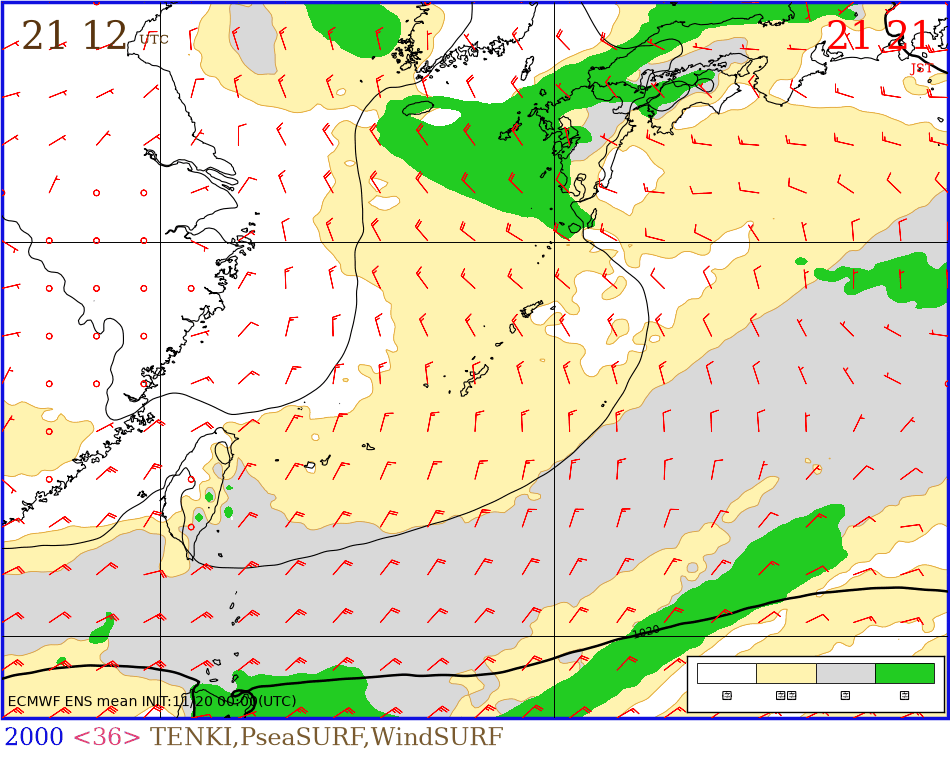 21 12 UTC 21 21
JST
1020
ECMWF ENS mean INIT:11/20 00:00(UTC)
2000 <36> TENKI,PseaSURF,WindSURF